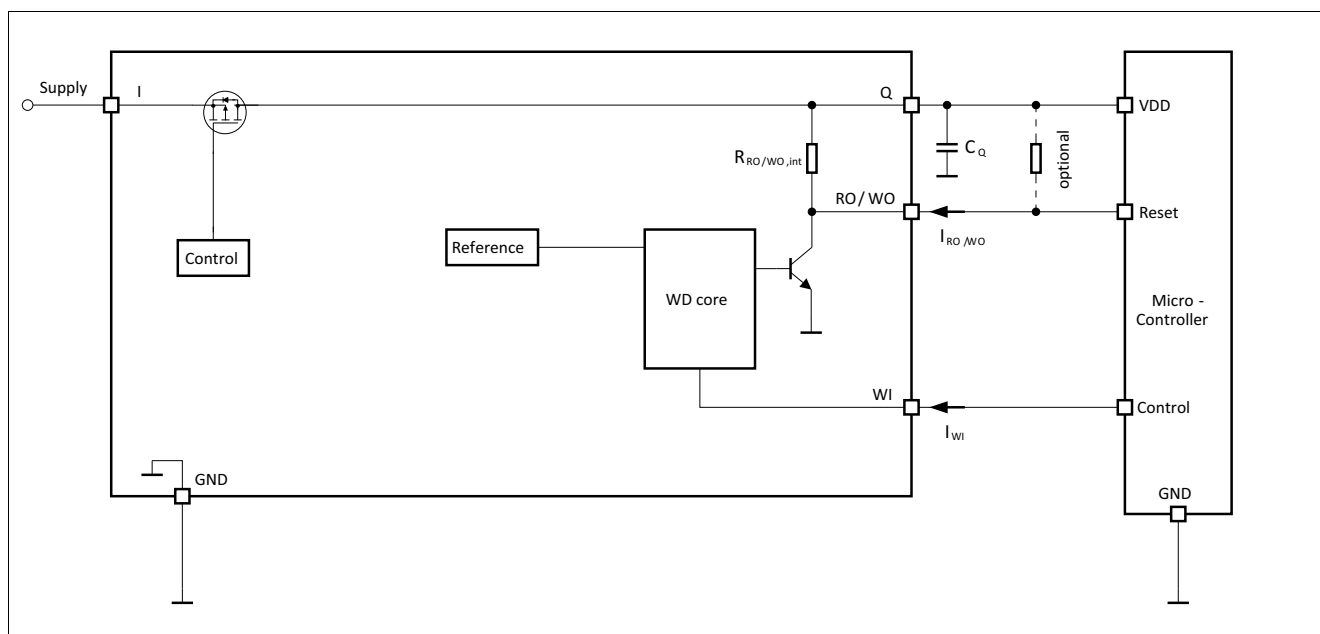 Supply
I
Q
VDD
R RO/WO,int
C Q
optional
RO/WO
Reset
I RO/WO
Control
Reference
WD core
Micro -
Controller
WI
Control
I WI
GND
GND